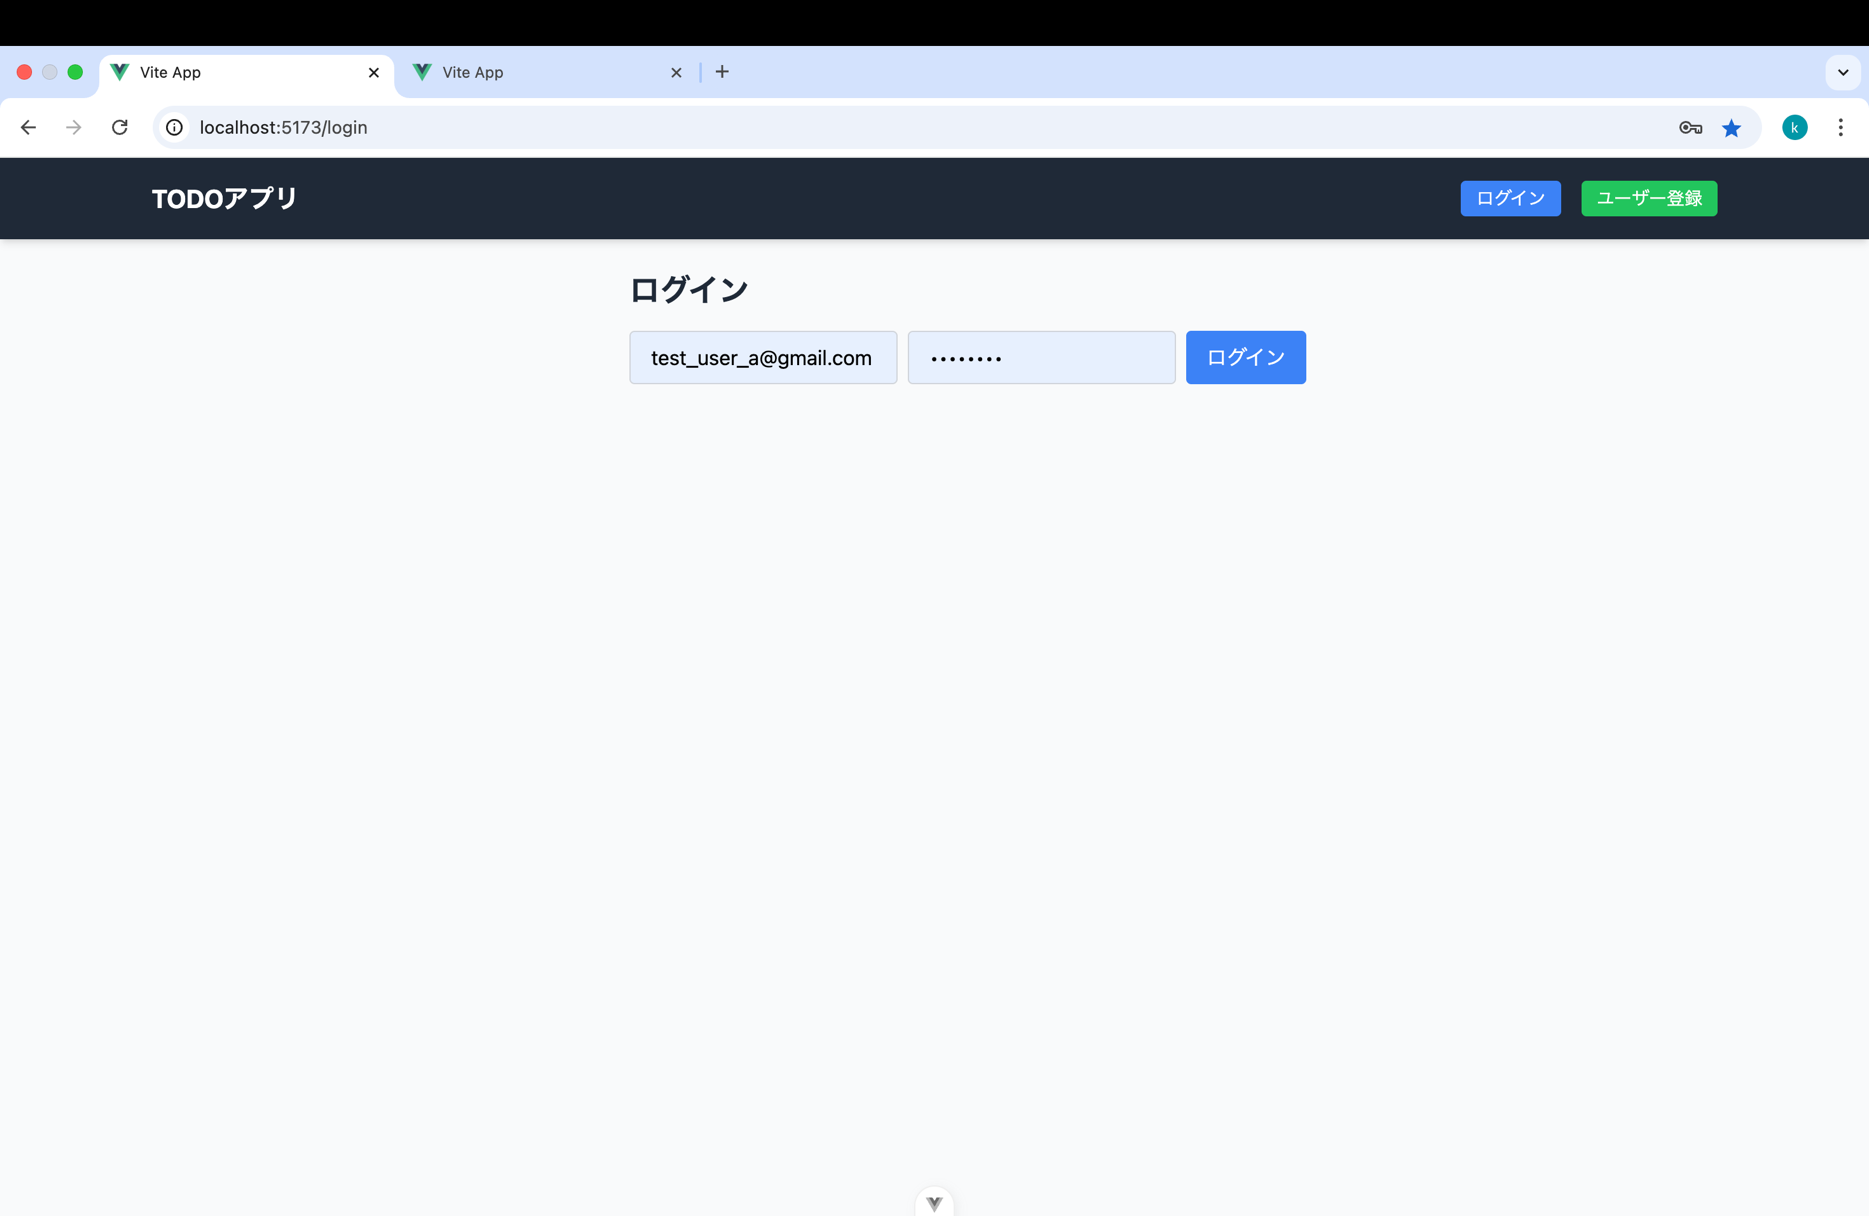 Vite App
Vite App
localhost:5173/login
k
TODOアプリ
ログイン
ユーザー登録
ログイン
test_user_a@gmail.com
••••••••
ログイン